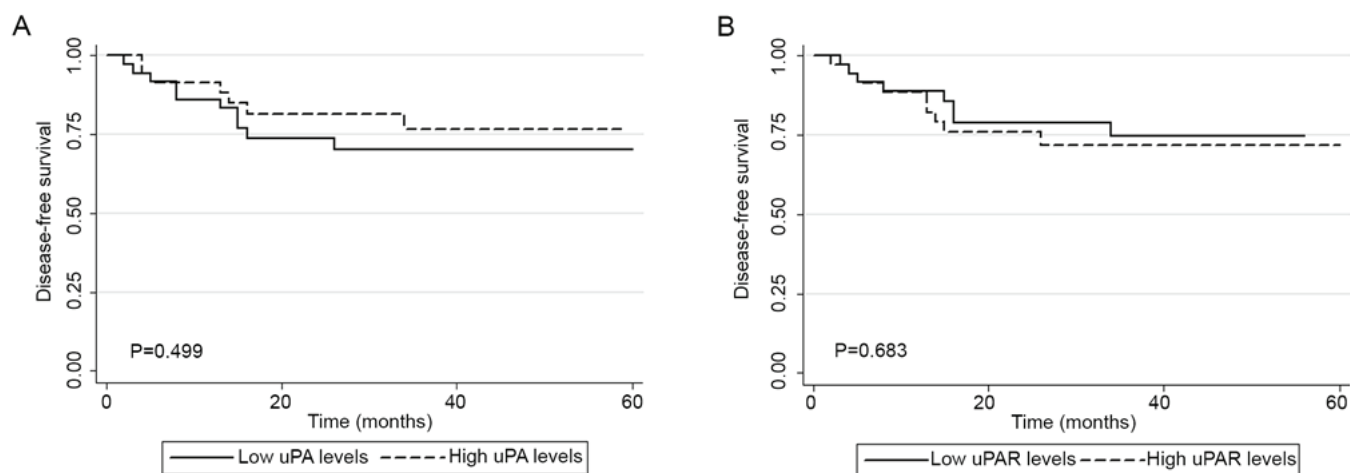 A
Disease-free survival
1.00
0.75
0.50
0.25
0.00
P=0.499
0 20 40 60
Time (months)
Low uPA levels High uPA levels
B
Disease-free survival
1.00
0.75
0.50
0.25
0.00
P=0.683
0 20 40 60
Time (months)
Low uPAR levels High uPAR levels